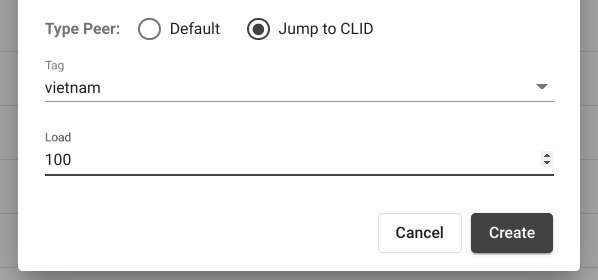 Type Peer: Default Jump to CLID
Tag
vietnam
Load
100
Cancel Create